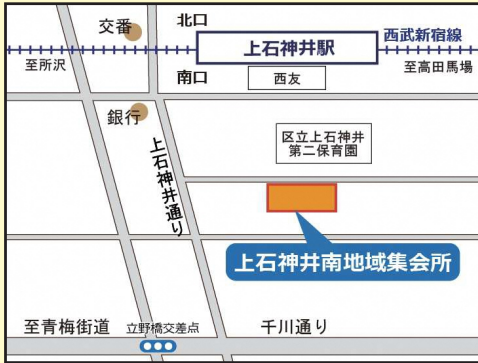 交番
北口
上石神井駅
西武新宿線
至所沢
南口
西友
至高田馬場
銀行
区立上石神井
第二保育園
上石神井通り
上石神井南地域集会所
至青梅街道
立野橋交差点
千川通り